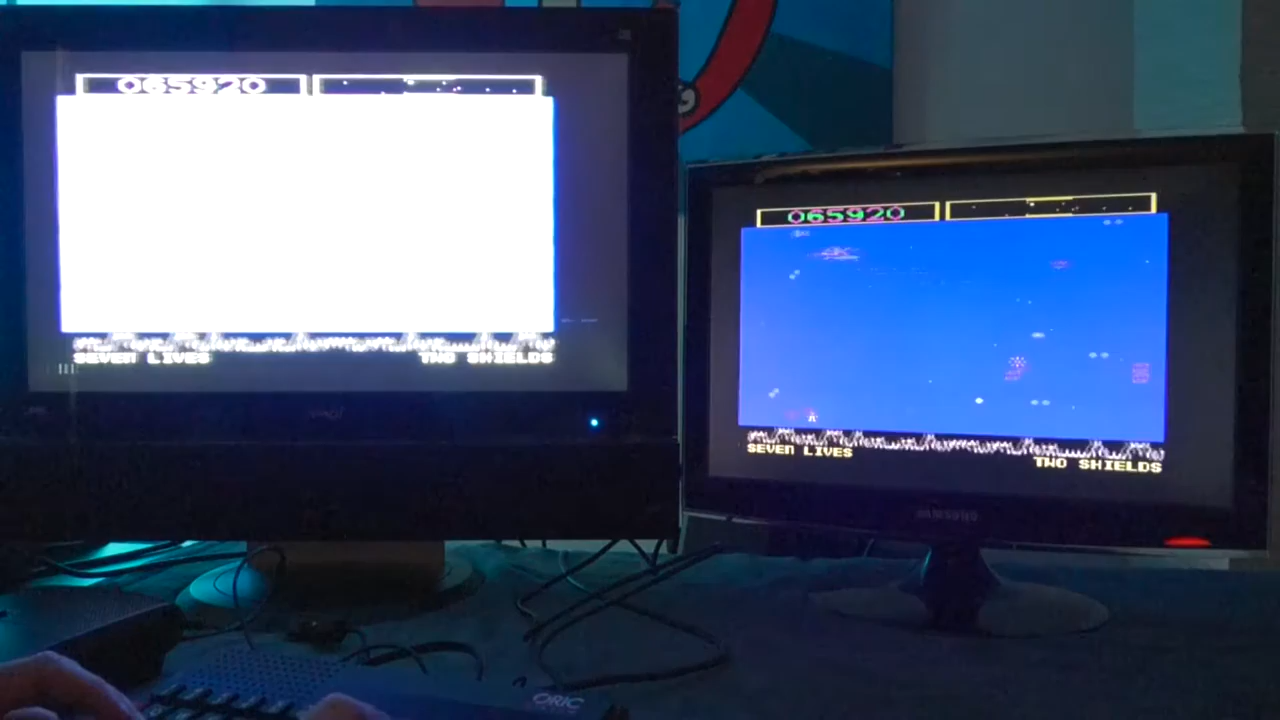 065920
SEVEN LIVES
TWO SHIELDS
065920
SEVEN LIVES
TWO SHIELDS
SAMSUNG
ORIC